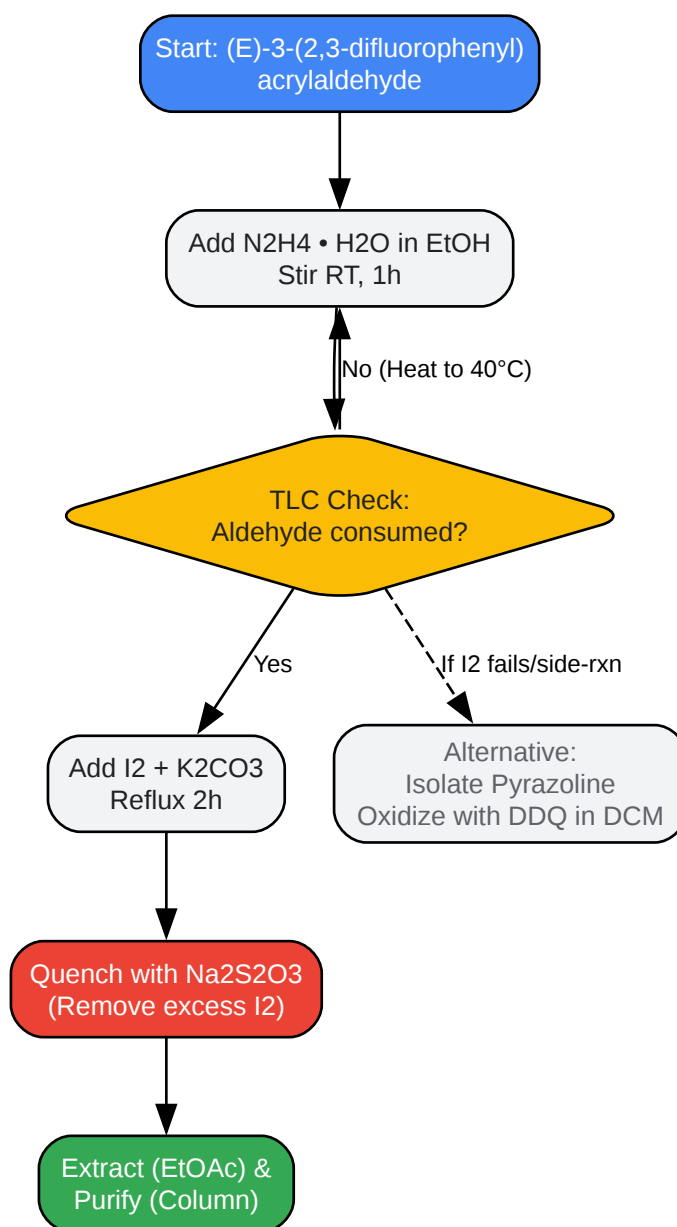 Start: (E)-3-(2,3-difluorophenyl)
acrylaldehyde
Add N2H4 • H2O in EtOH
Stir RT, 1h
No (Heat to 40°C)
TLC Check:
Aldehyde consumed?
Yes
If I2 fails/side-rxn
Add I2 + K2CO3
Reflux 2h
Alternative:
Isolate Pyrazoline
Oxidize with DDQ in DCM
Quench with Na2S2O3
(Remove excess I2)
Extract (EtOAc) &
Purify (Column)